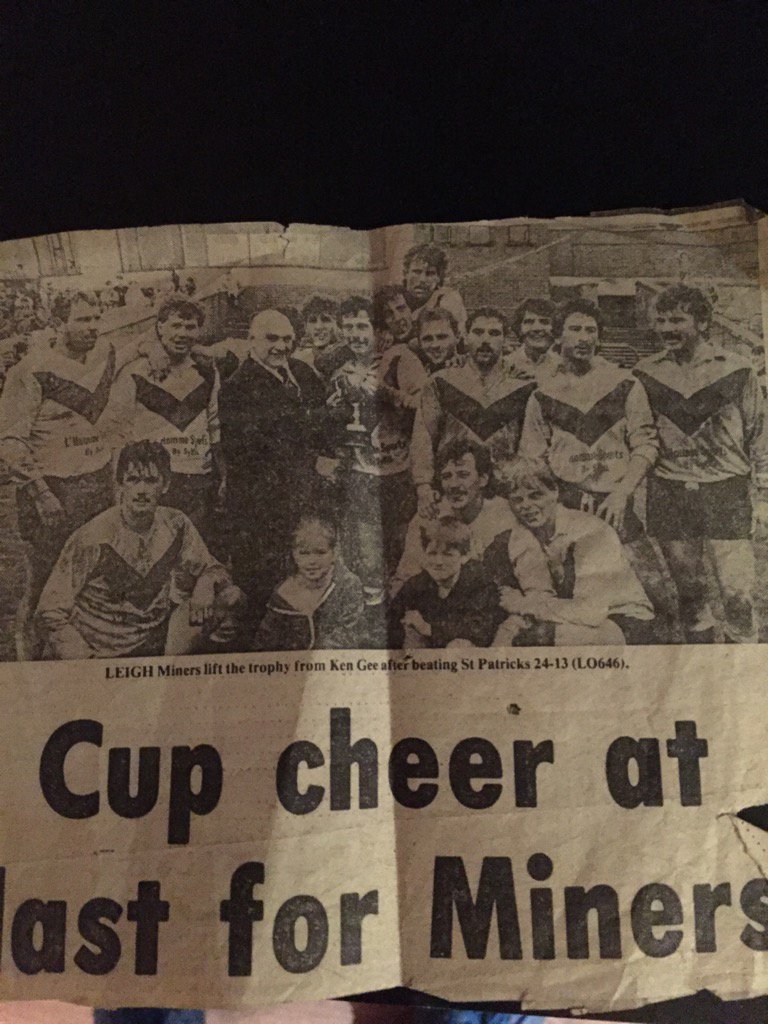 LEIGH Miners lift the trophy from Ken Gee after beating St Patricks 24-13 (LO646).
Cup cheer at
last for Miners